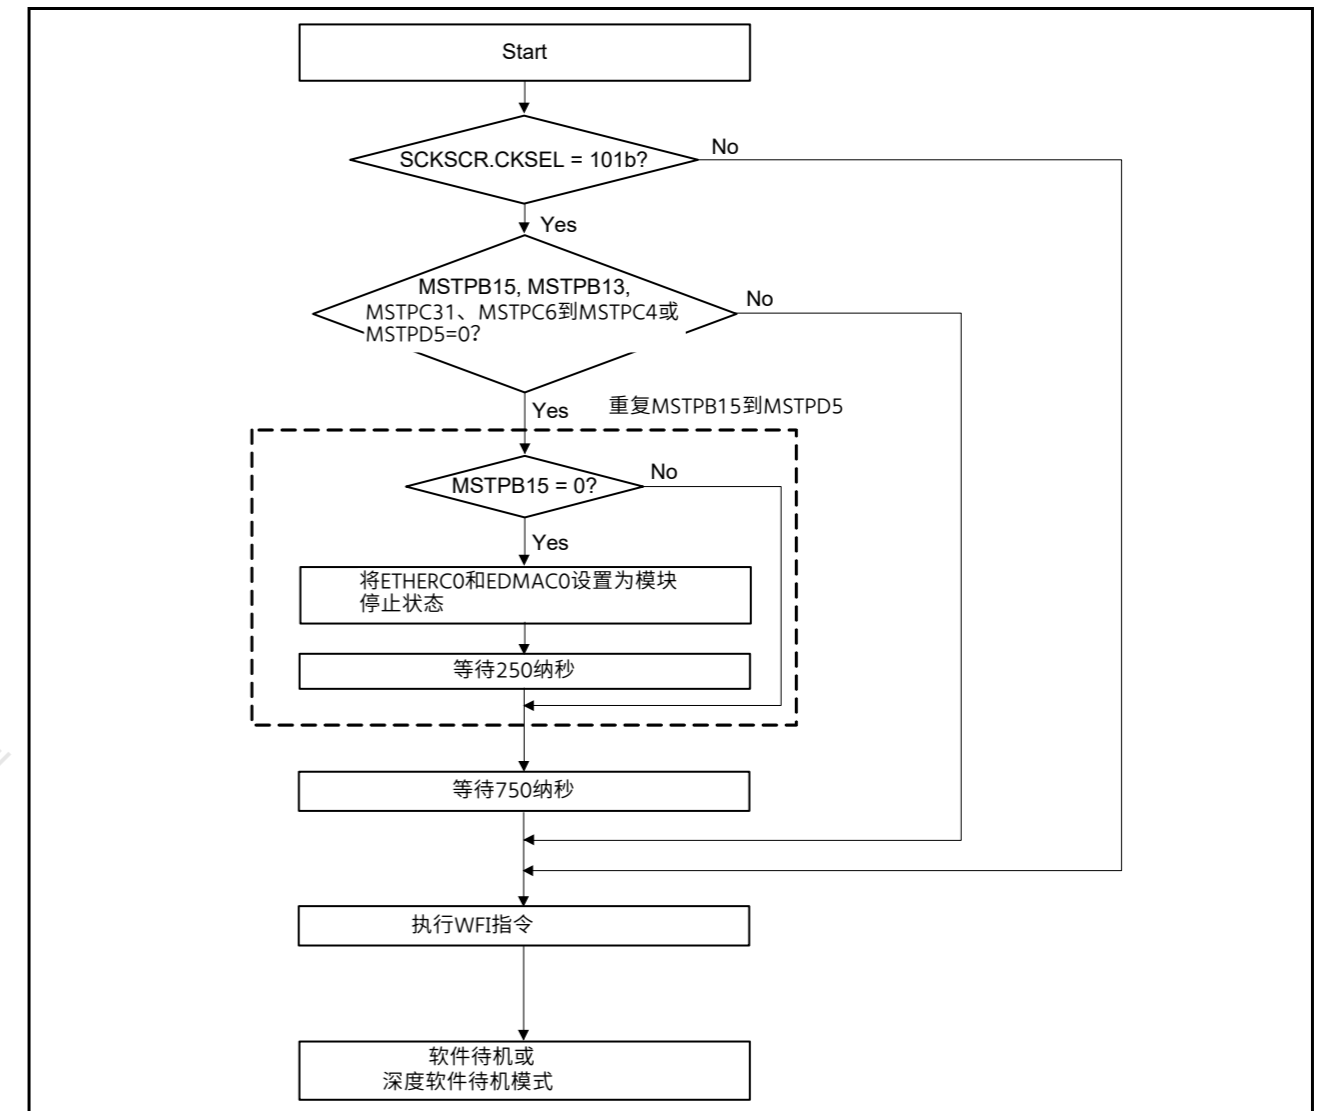 Start
SCKSCR.CKSEL = 101b?
No
Yes
MSTPB15, MSTPB13,
MSTPC31、MSTPC6到MSTPC4或
MSTPD5=0?
No
Yes
重复MSTPB15到MSTPD5
MSTPB15 = 0?
No
Yes
将ETHERC0和EDMAC0设置为模块
停止状态
等待250纳秒
等待750纳秒
执行WFI指令
软件待机或
深度软件待机模式